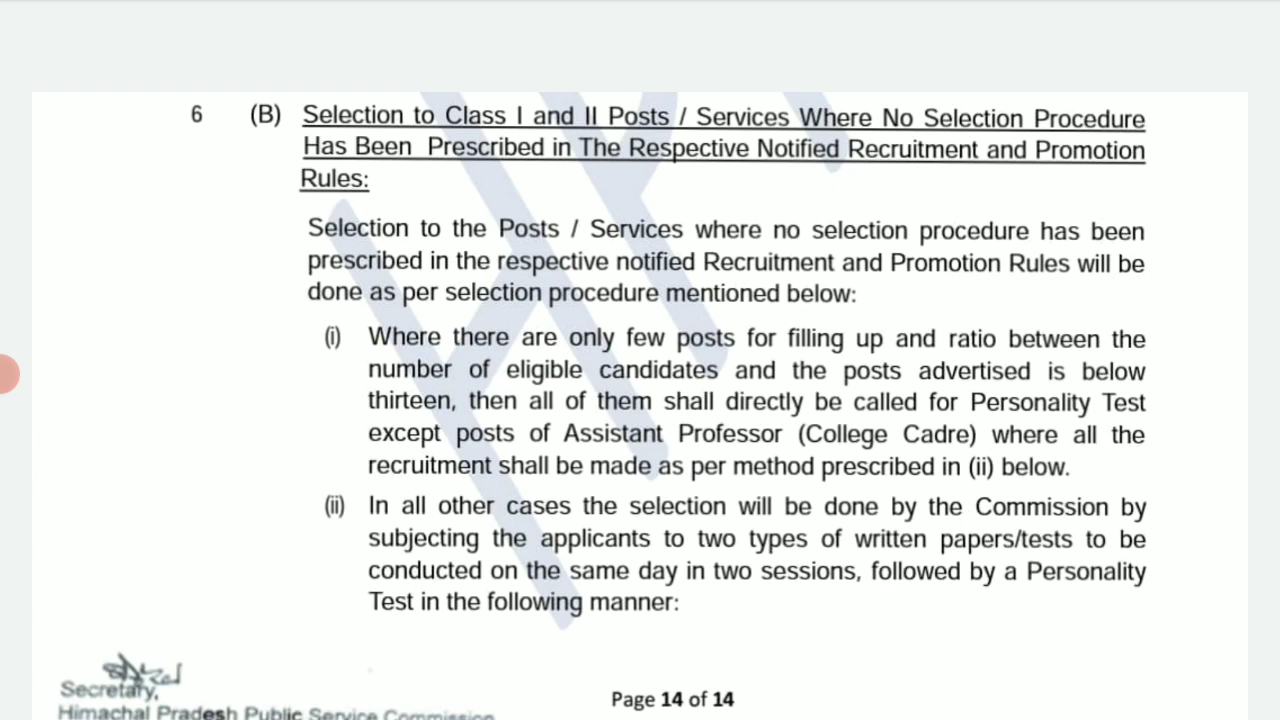 6 (B) Selection to Class I and II Posts / Services Where No Selection Procedure
Has Been Prescribed in The Respective Notified Recruitment and Promotion
Rules:
Selection to the Posts / Services where no selection procedure has been
prescribed in the respective notified Recruitment and Promotion Rules will be
done as per selection procedure mentioned below:
(i) Where there are only few posts for filling up and ratio between the
number of eligible candidates and the posts advertised is below
thirteen, then all of them shall directly be called for Personality Test
except posts of Assistant Professor (College Cadre) where all the
recruitment shall be made as per method prescribed in (ii) below.
(ii) In all other cases the selection will be done by the Commission by
subjecting the applicants to two types of written papers/tests to be
conducted on the same day in two sessions, followed by a Personality
Test in the following manner:
Secretary,
Himachal Pradesh Public Service Commission
Page 14 of 14